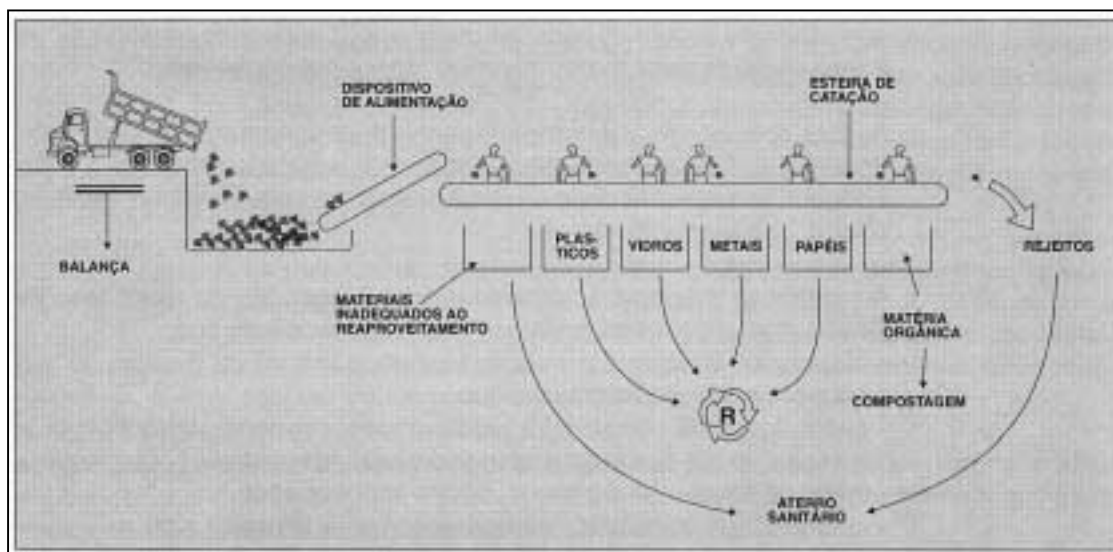 DISPOSITIVO
DE ALIMENTAÇÃO
ESTEIRA DE
CATAÇÃO
BALANÇA
PLÁS-
TICOS
VIDROS
METAIS
PAPÉIS
REJEITOS
MATERIAIS
INADEQUADOS AO
REAPROVEITAMENTO
MATÉRIA
ORGÂNICA
COMPOSTAGEM
R
ATERRO
SANITÁRIO